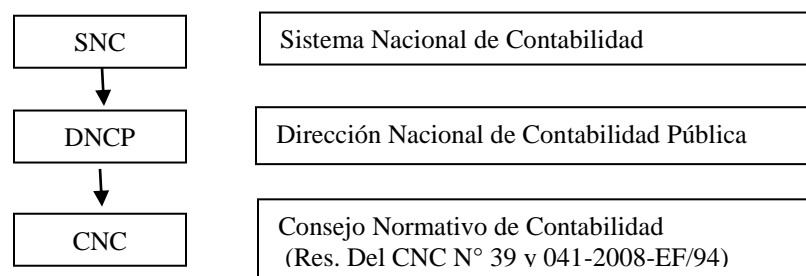 SNC
Sistema Nacional de Contabilidad
DNCP
Dirección Nacional de Contabilidad Pública
CNC
Consejo Normativo de Contabilidad
(Res. Del CNC N° 39 y 041-2008-EF/94)